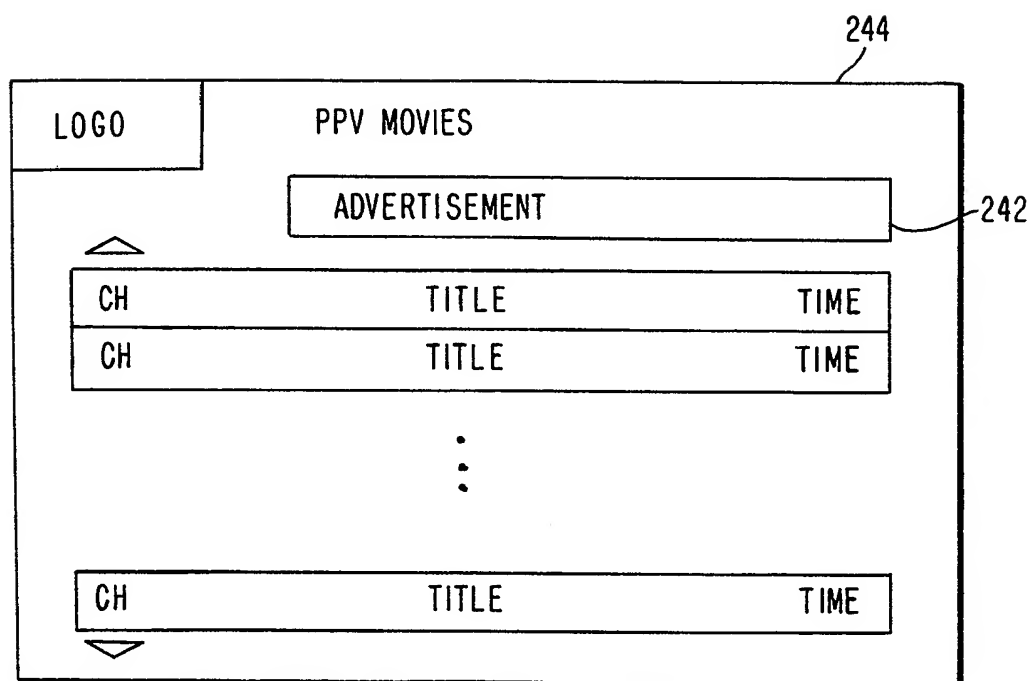 244
LOGO PPV MOVIES
ADVERTISEMENT
242
CH TITLE TIME
CH TITLE TIME
CH TITLE TIME